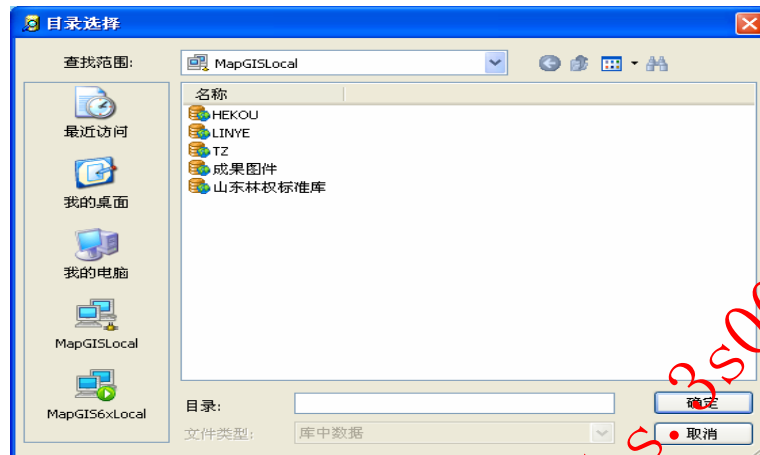 目录选择
查找范围:
MapGISLocal
名称
HEKOU
LINYE
TZ
成果图件
山东林权标准库
最近访问
我的桌面
我的电脑
MapGISLocal
MapGIS6xLocal
目录:
确定
文件类型:
库中数据
取消